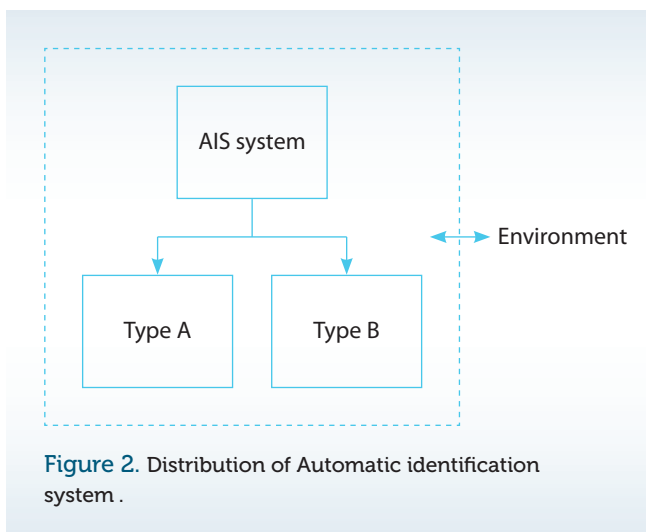 AIS system
Environment
Type A
Type B
Figure 2. Distribution of Automatic identification
system .